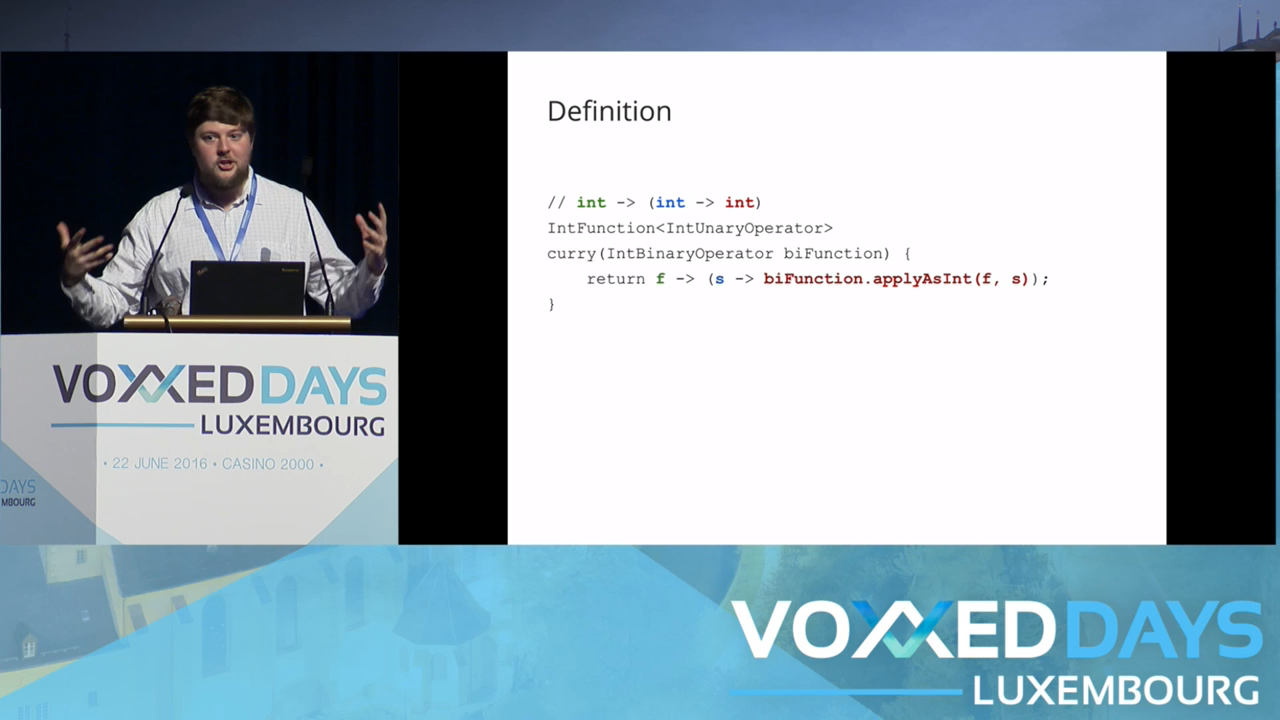 Definition
// int -> (int -> int)
IntFunction<IntUnaryOperator>
curry(IntBinaryOperator biFunction) {
return f -> (s -> biFunction.applyAsInt(f, s));
}
VOXXED DAYS
LUXEMBOURG
• 22 JUNE 2016 • CASINO 2000 •
DAYS
MBOURG
VOXXED DAYS
LUXEMBOURG